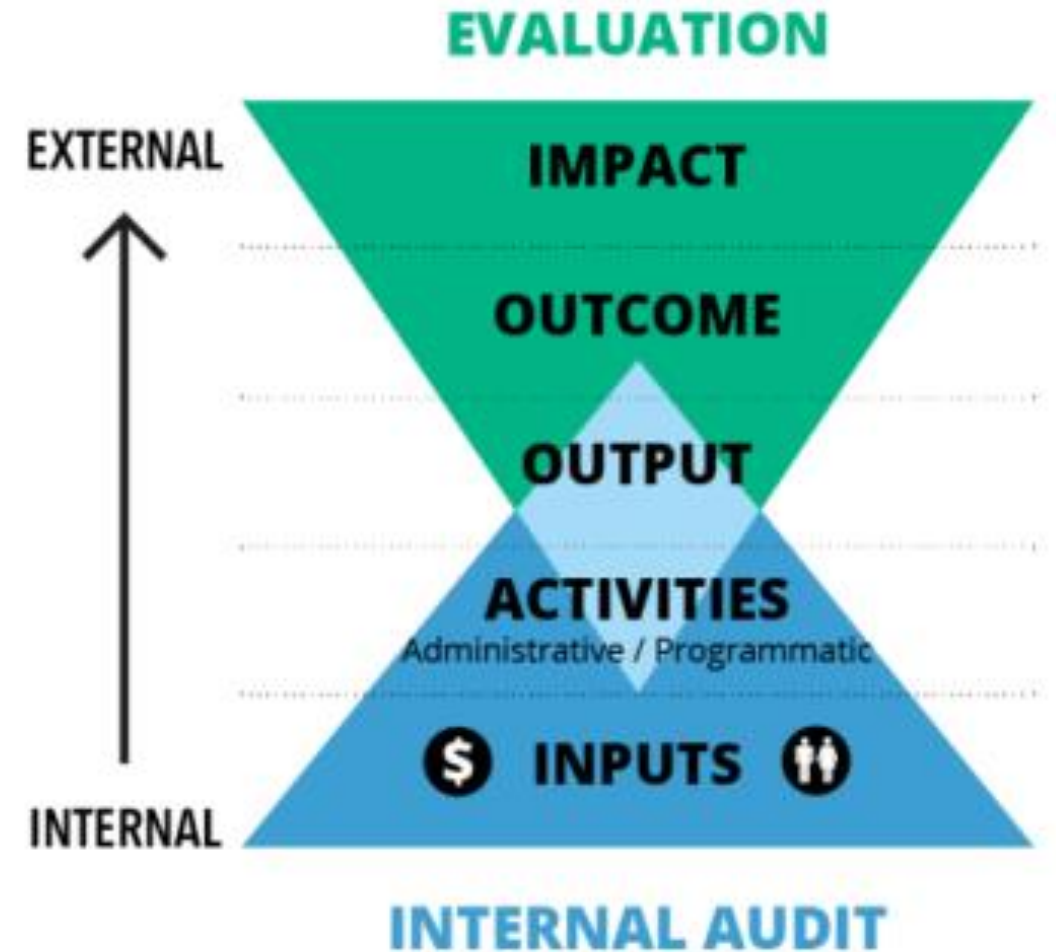 EVALUATION
EXTERNAL
IMPACT
OUTCOME
OUTPUT
ACTIVITIES
Administrative / Programmatic
$ INPUTS
INTERNAL
INTERNAL AUDIT